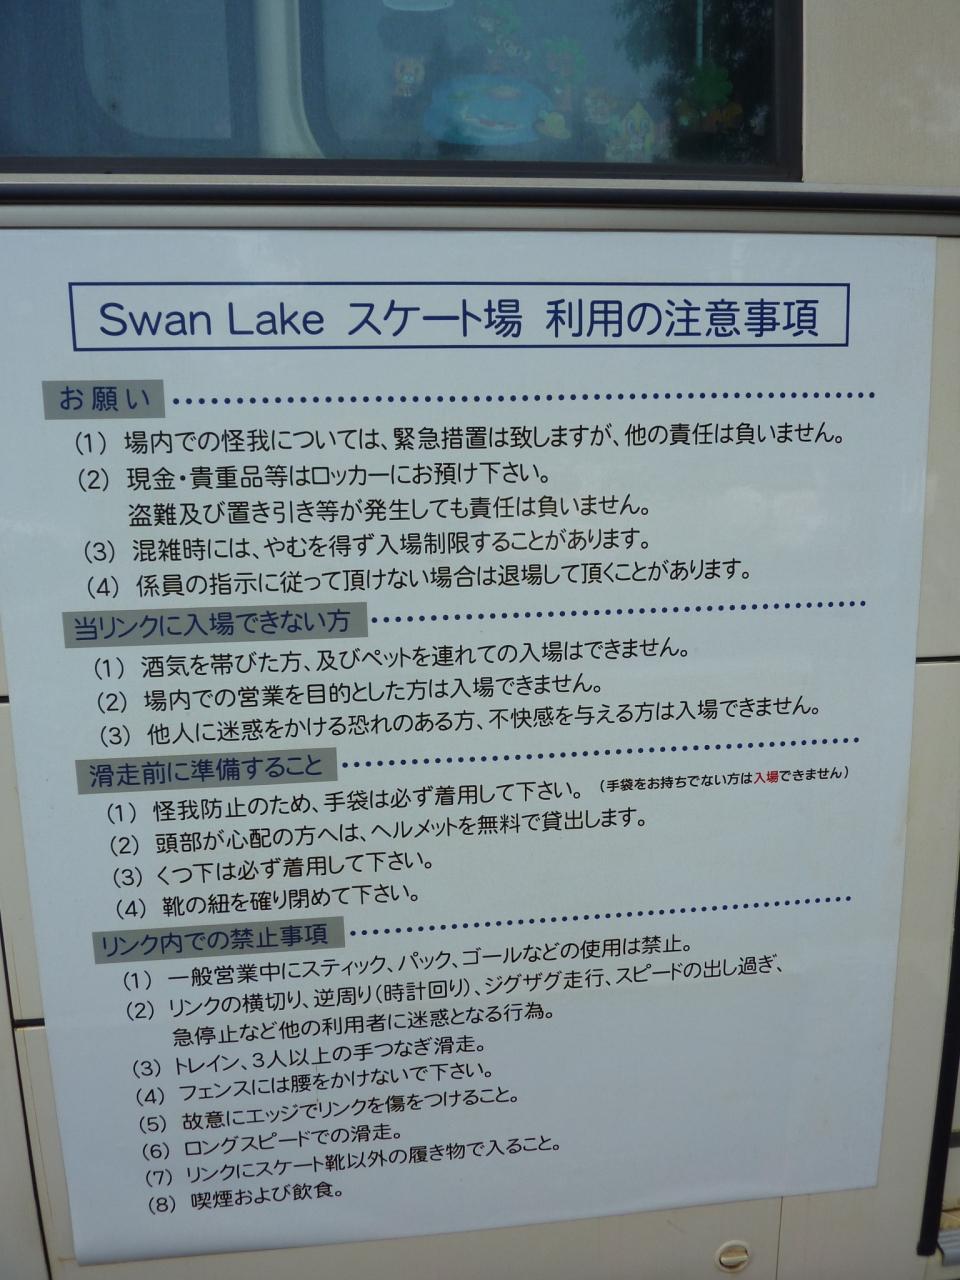 Swan Lake スケート場 利用の注意事項
お願い
(1) 場内での怪我については、緊急措置は致しますが、他の責任は負いません。
(2) 現金・貴重品等はロッカーにお預け下さい。
盗難及び置き引き等が発生しても責任は負いません。
(3) 混雑時には、やむを得ず入場制限することがあります。
(4) 係員の指示に従って頂けない場合は退場して頂くことがあります。
当リンクに入場できない方
(1) 酒気を帯びた方、及びペットを連れての入場はできません。
(2) 場内での営業を目的とした方は入場できません。
(3) 他人に迷惑をかける恐れのある方、不快感を与える方は入場できません。
滑走前に準備すること
(1) 怪我防止のため、手袋は必ず着用して下さい。 (手袋をお持ちでない方は入場できません)
(2) 頭部が心配の方へは、ヘルメットを無料で貸出します。
(3) くつ下は必ず着用して下さい。
(4) 靴の紐を確り閉めて下さい。
リンク内での禁止事項
(1) 一般営業中にスティック、パック、ゴールなどの使用は禁止。
(2) リンクの横切り、逆周り(時計回り)、ジグザグ走行、スピードの出し過ぎ、
急停止など他の利用者に迷惑となる行為。
(3) トレイン、3人以上の手つなぎ滑走。
(4) フェンスには腰をかけないで下さい。
(5) 故意にエッジでリンクを傷をつけること。
(6) ロングスピードでの滑走。
(7) リンクにスケート靴以外の履き物で入ること。
(8) 喫煙および飲食。